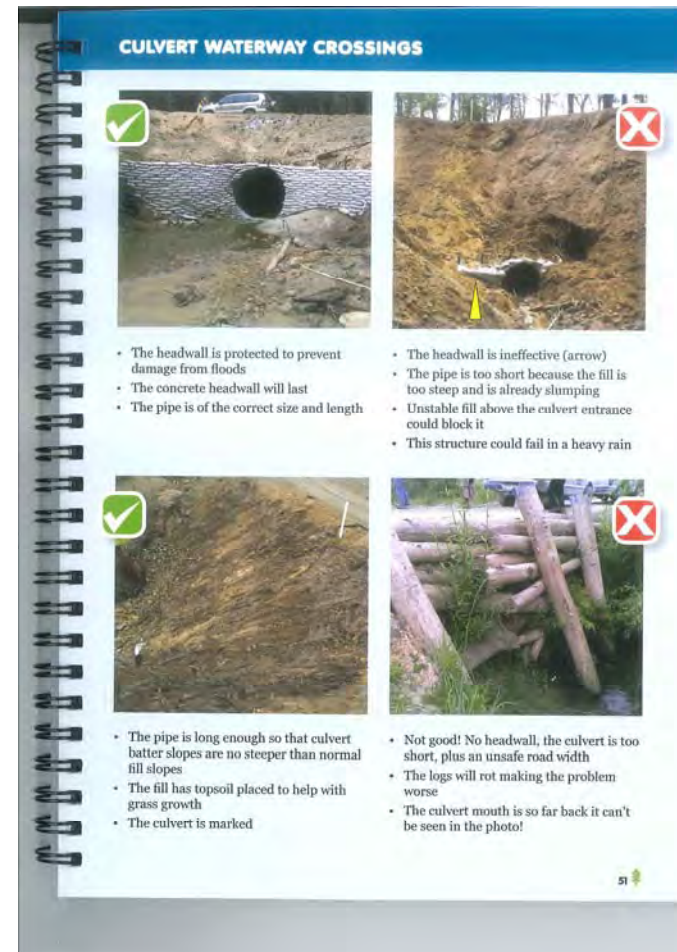 CULVERT WATERWAY CROSSINGS
• The headwall is protected to prevent
damage from floods
• The concrete headwall will last
• The pipe is of the correct size and length
• The headwall is ineffective (arrow)
• The pipe is too short because the fill is
too steep and is already slumping
• Unstable fill above the culvert entrance
could block it
• This structure could fail in a heavy rain
• The pipe is long enough so that culvert
batter slopes are no steeper than normal
fill slopes
• The fill has topsoil placed to help with
grass growth
• The culvert is marked
• Not good! No headwall, the culvert is too
short, plus an unsafe road width
• The logs will rot making the problem
worse
• The culvert mouth is so far back it can't
be seen in the photo!
51